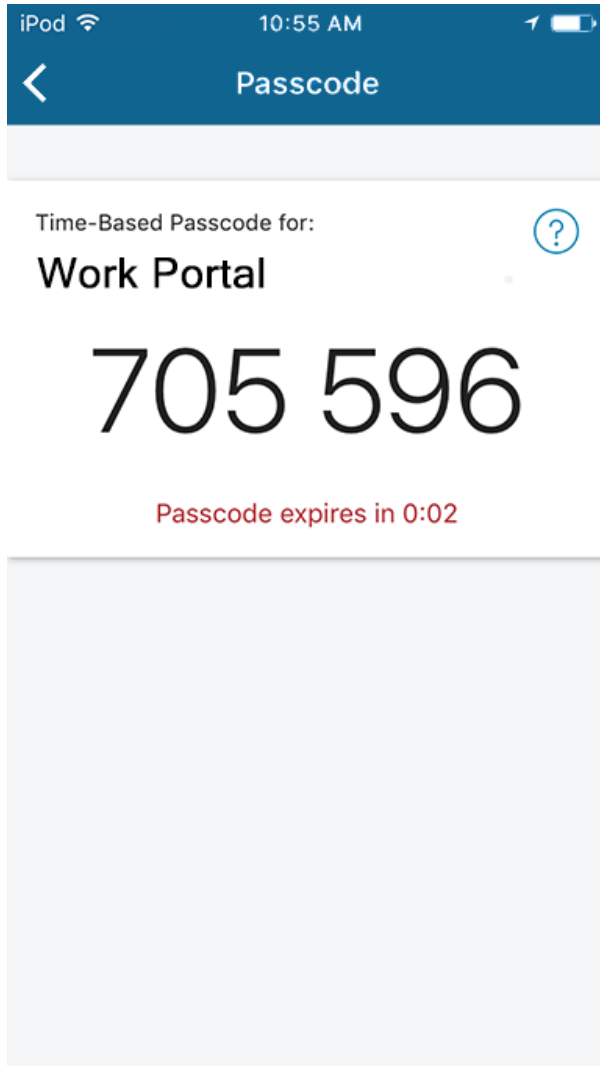 iPod 10:55 AM
Passcode
Time-Based Passcode for:
?
Work Portal
705 596
Passcode expires in 0:02